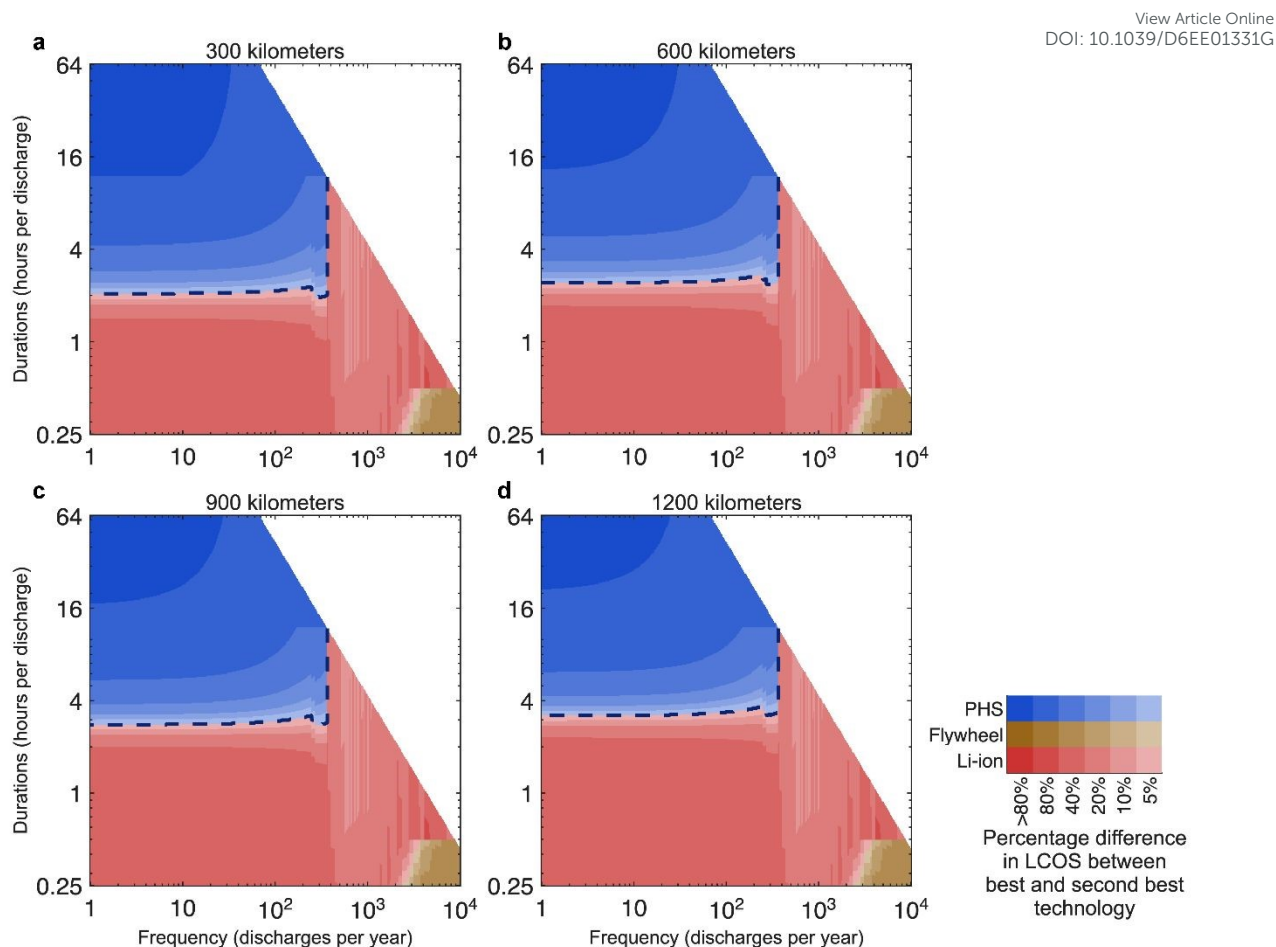 View Article Online
DOI: 10.1039/D6EE01331G
a
300 kilometers
64
16
4
1
0.25
Durations (hours per discharge)
1
10
10²
10³
10⁴
b
600 kilometers
64
16
4
1
0.25
1
10
10²
10³
10⁴
c
900 kilometers
64
16
4
1
0.25
Durations (hours per discharge)
1
10
10²
10³
10⁴
Frequency (discharges per year)
d
1200 kilometers
64
16
4
1
0.25
1
10
10²
10³
10⁴
Frequency (discharges per year)
PHS
Flywheel
Li-ion
>80%
80%
40%
20%
10%
5%
Percentage difference
in LCOS between
best and second best
technology